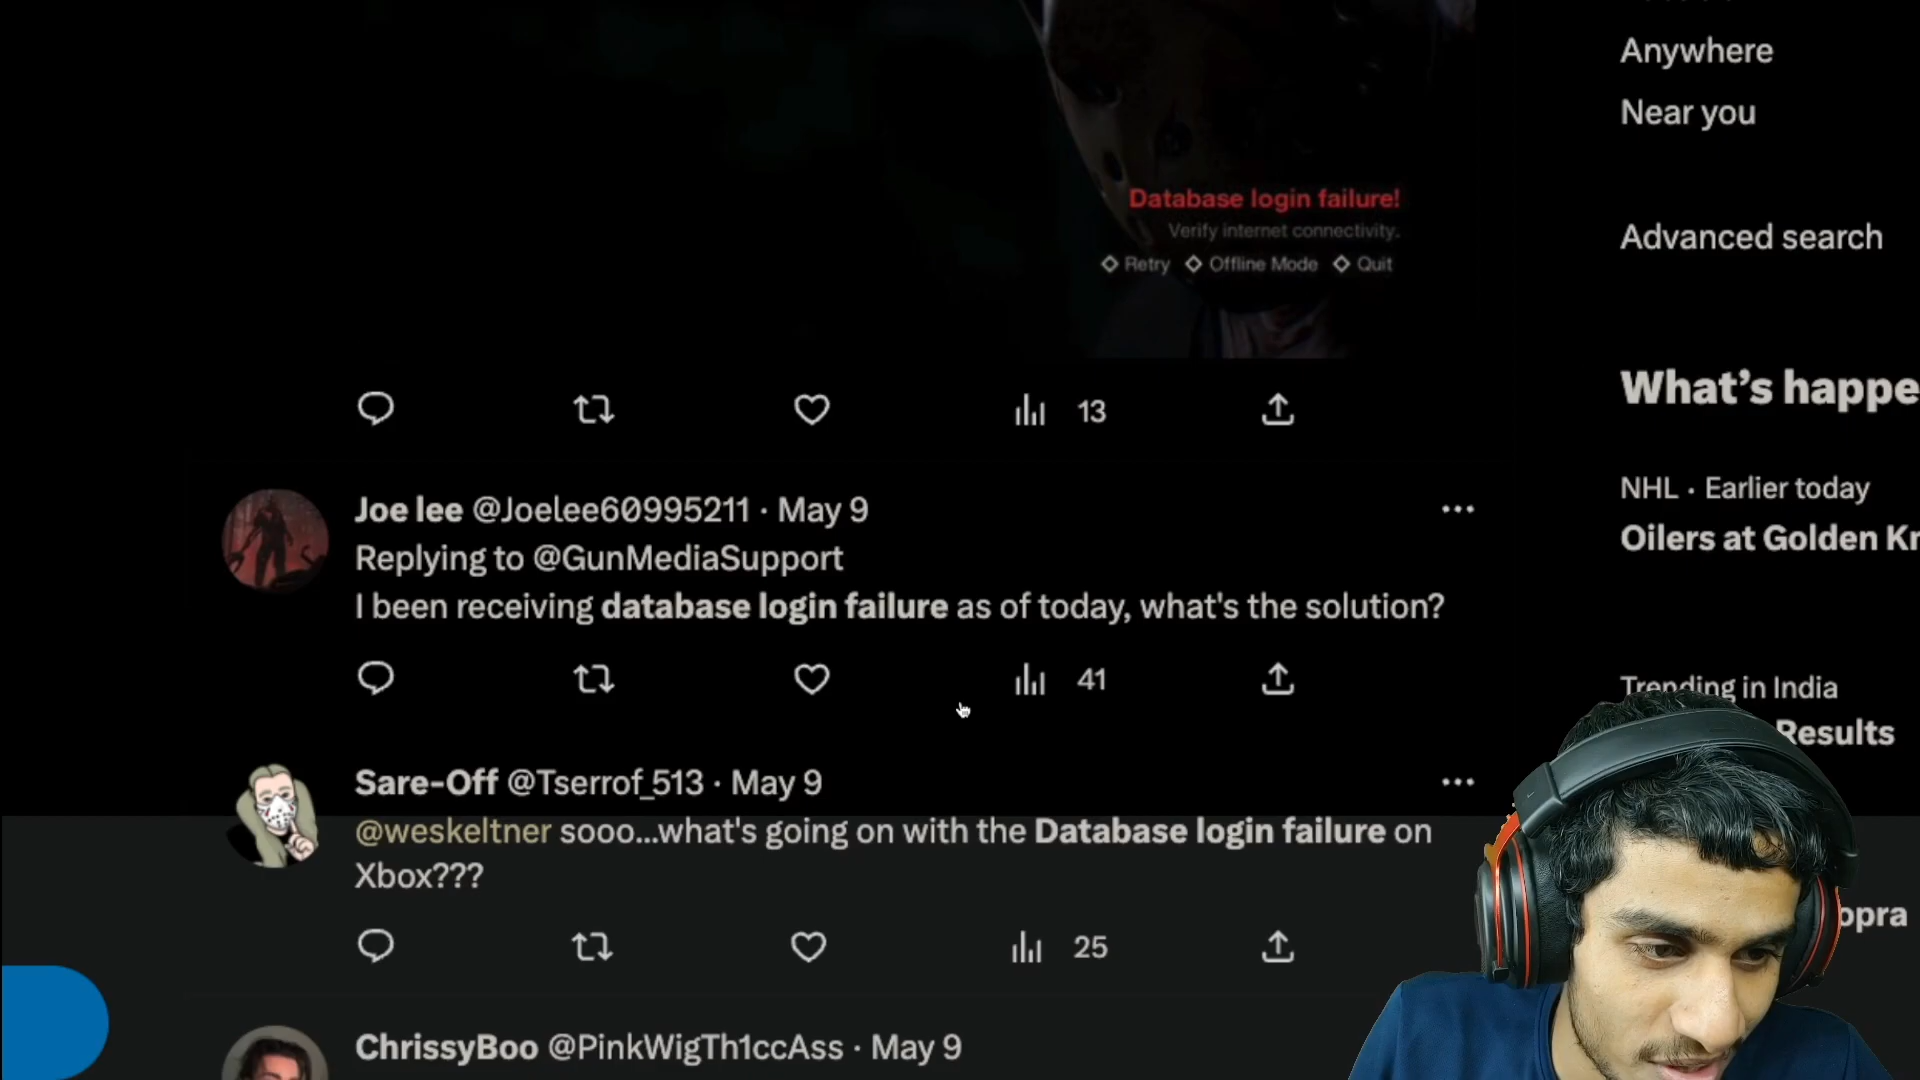 Anywhere
Near you
Database login failure!
Verify internet connectivity.
Retry Offline Mode Quit
Advanced search
What's happe
13
NHL · Earlier today
Oilers at Golden Kn
Joe lee @Joelee60995211 · May 9
Replying to @GunMediaSupport
I been receiving database login failure as of today, what's the solution?
41
Trending in India
Results
Sare-Off @Tserrof_513 · May 9
@weskeltner sooo...what's going on with the Database login failure on
Xbox???
25
opra
ChrissyBoo @PinkWigTh1ccAss · May 9